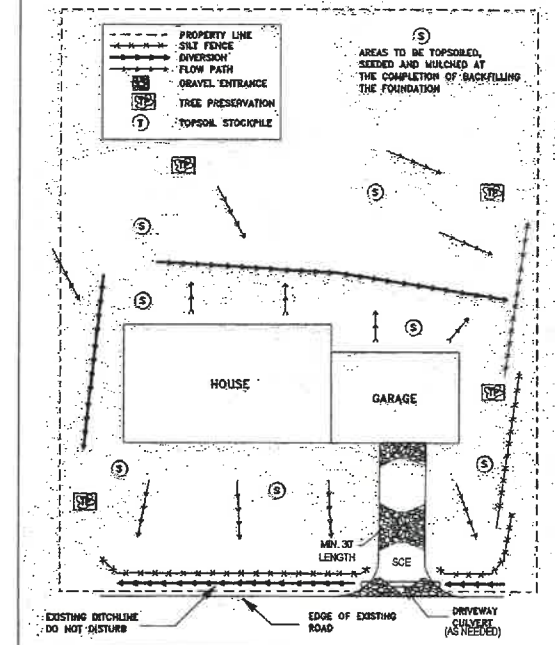 PROPERTY LINE
SILT FENCE
DIVERSION
FLOW PATH
GRAVEL ENTRANCE
TP TREE PRESERVATION
T TOPSOIL STOCKPILE
S
AREAS TO BE TOPSOILED,
SEEDED AND MULCHED AT
THE COMPLETION OF BACKFILLING
THE FOUNDATION
TP
S
TP
S
S
S
HOUSE
GARAGE
TP
S
S
S
TP
MIN. 30'
LENGTH
SCE
EXISTING DITCHLINE
DO NOT DISTURB
EDGE OF EXISTING
ROAD
DRIVEWAY
CULVERT
(AS NEEDED)